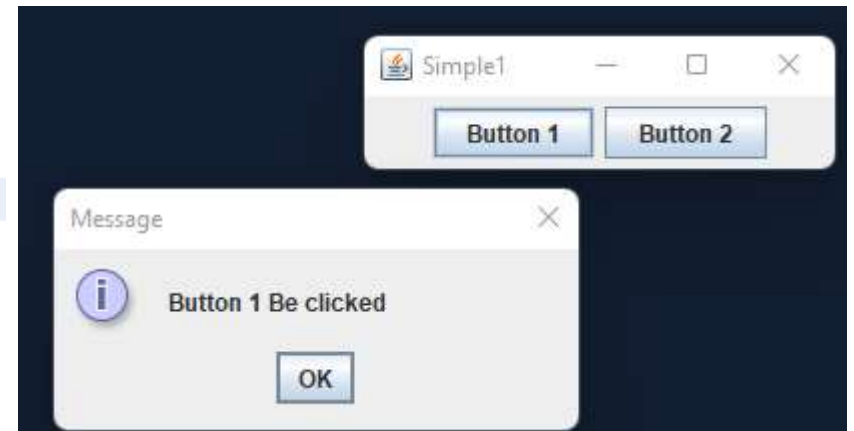 Simple1
Button 1
Button 2
Message
Button 1 Be clicked
OK